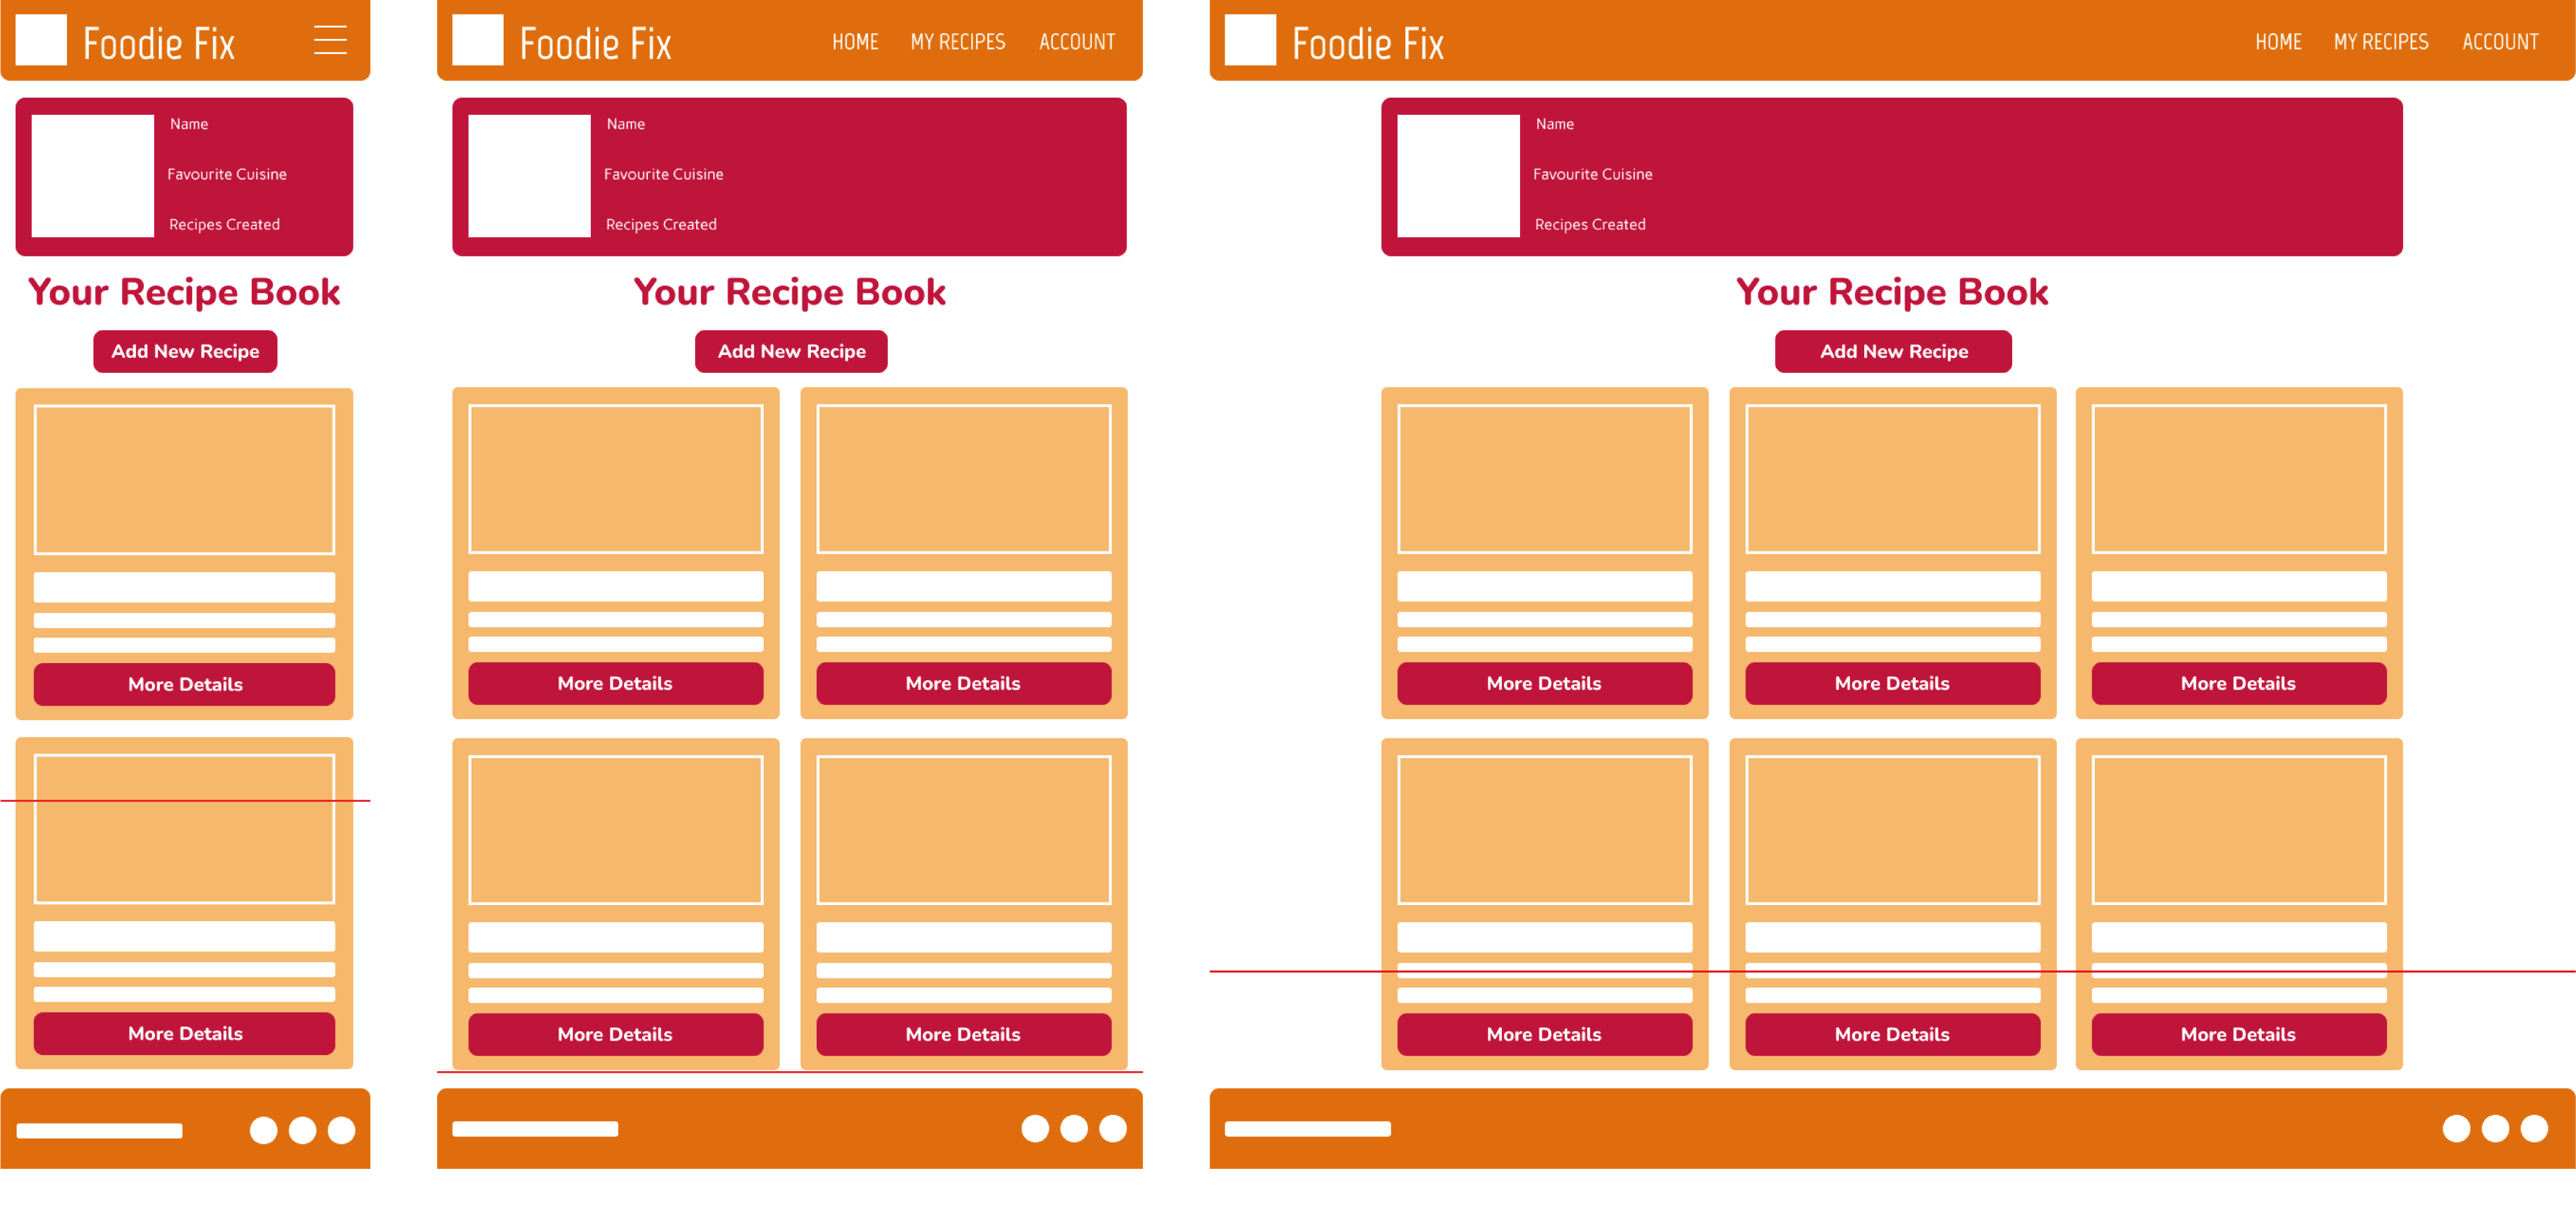 Foodie Fix
Name
Favourite Cuisine
Recipes Created
Your Recipe Book
Add New Recipe
More Details
More Details
Foodie Fix HOME MY RECIPES ACCOUNT
Name
Favourite Cuisine
Recipes Created
Your Recipe Book
Add New Recipe
More Details More Details
More Details More Details
Foodie Fix HOME MY RECIPES ACCOUNT
Name
Favourite Cuisine
Recipes Created
Your Recipe Book
Add New Recipe
More Details More Details More Details
More Details More Details More Details